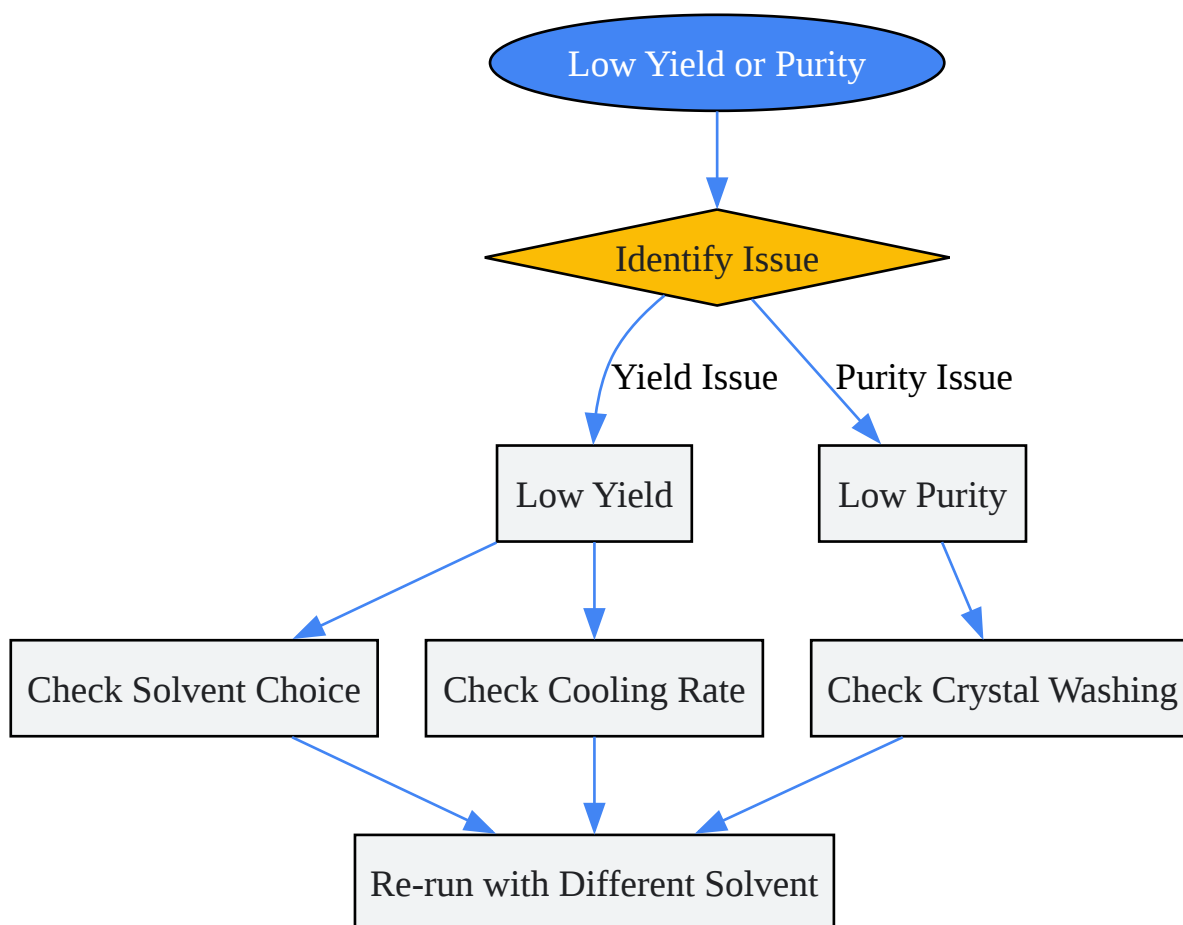 Low Yield or Purity
Identify Issue
Yield Issue
Purity Issue
Low Yield
Low Purity
Check Solvent Choice
Check Cooling Rate
Check Crystal Washing
Re-run with Different Solvent